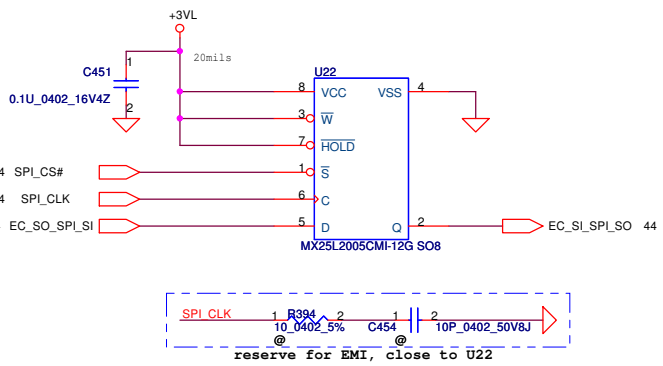 +3VL
20mils
1
C451
0.1U_0402_16V4Z
2
U22
8 VCC VSS 4
3 W
7 HOLD
4 SPI_CS# 1 S
4 SPI_CLK 6 C
EC_SO_SPI_SI 5 D Q 2 EC_SI_SPI_SO 44
MX25L2005CMI-12G SO8
SPI_CLK 1 R394 2 1 2
10_0402_5% C454 10P_0402_50V8J
@ @
reserve for EMI, close to U22